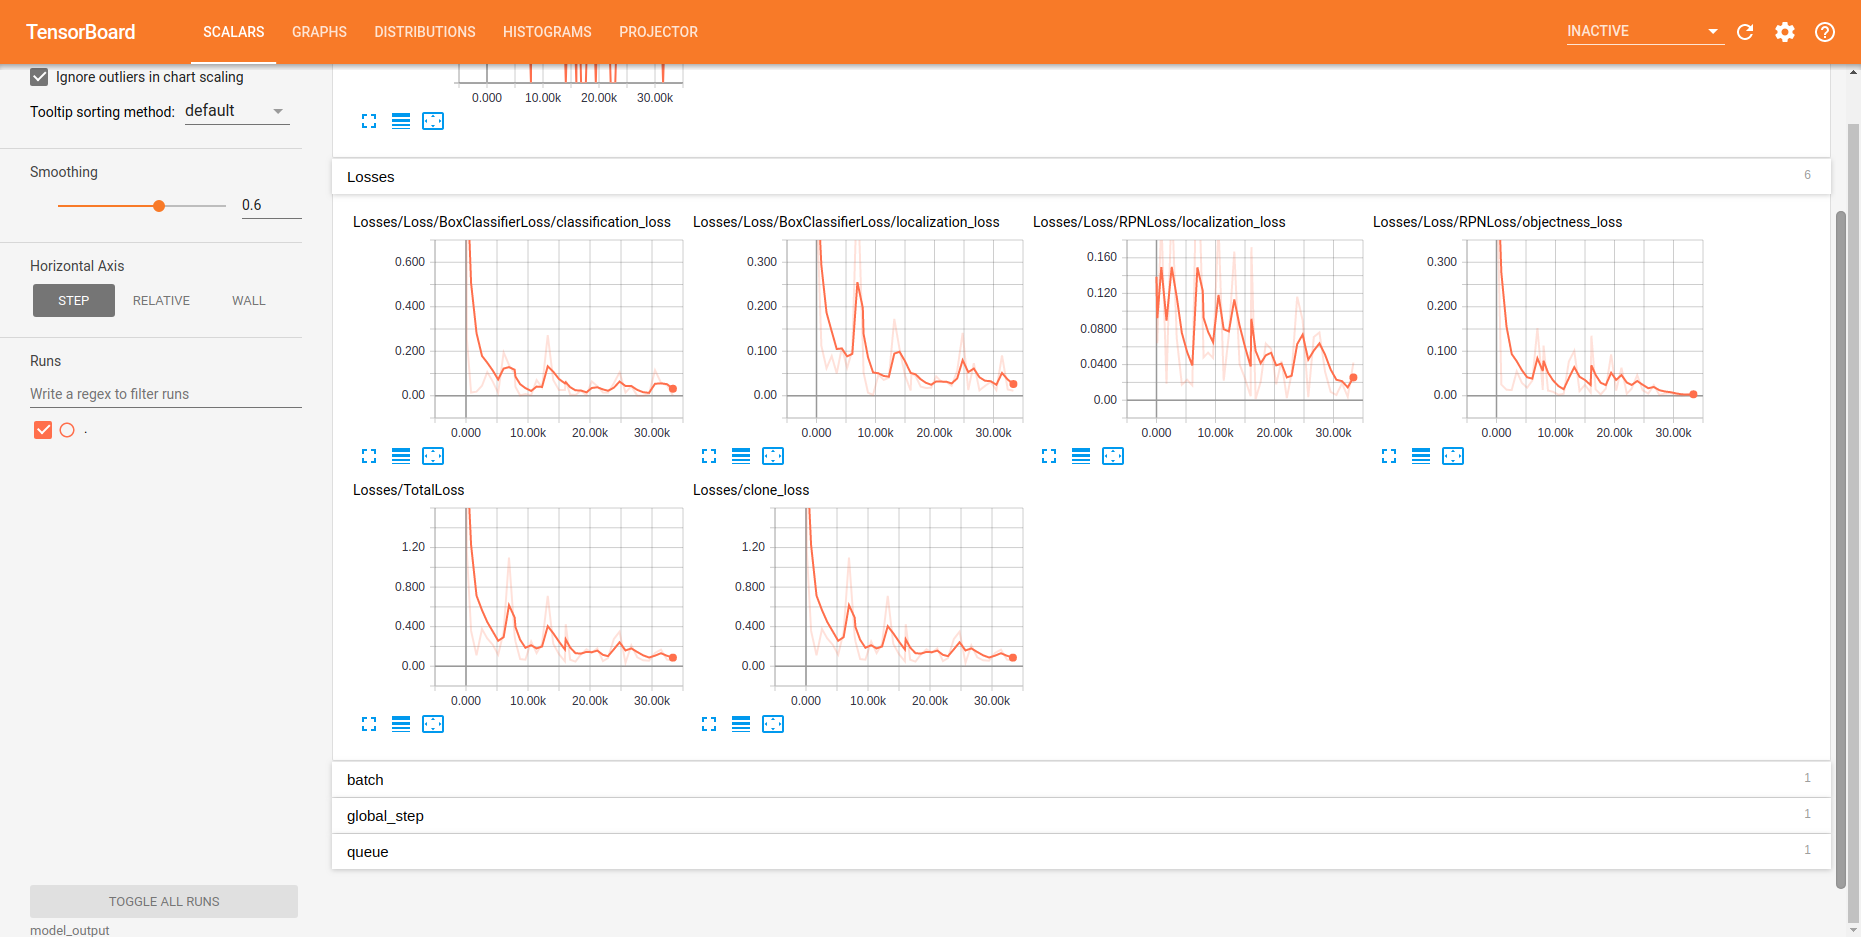 TensorBoard SCALARS GRAPHS DISTRIBUTIONS HISTOGRAMS PROJECTOR INACTIVE
Ignore outliers in chart scaling
Tooltip sorting method: default
Smoothing
0.6
Horizontal Axis
STEP RELATIVE WALL
Runs
Write a regex to filter runs
.
TOGGLE ALL RUNS
model_output
0.000 10.00k 20.00k 30.00k
Losses 6
Losses/Loss/BoxClassifierLoss/classification_loss
0.600
0.400
0.200
0.00
0.000 10.00k 20.00k 30.00k
Losses/Loss/BoxClassifierLoss/localization_loss
0.300
0.200
0.100
0.00
0.000 10.00k 20.00k 30.00k
Losses/Loss/RPNLoss/localization_loss
0.160
0.120
0.0800
0.0400
0.00
0.000 10.00k 20.00k 30.00k
Losses/Loss/RPNLoss/objectness_loss
0.300
0.200
0.100
0.00
0.000 10.00k 20.00k 30.00k
Losses/TotalLoss
1.20
0.800
0.400
0.00
0.000 10.00k 20.00k 30.00k
Losses/clone_loss
1.20
0.800
0.400
0.00
0.000 10.00k 20.00k 30.00k
batch 1
global_step 1
queue 1